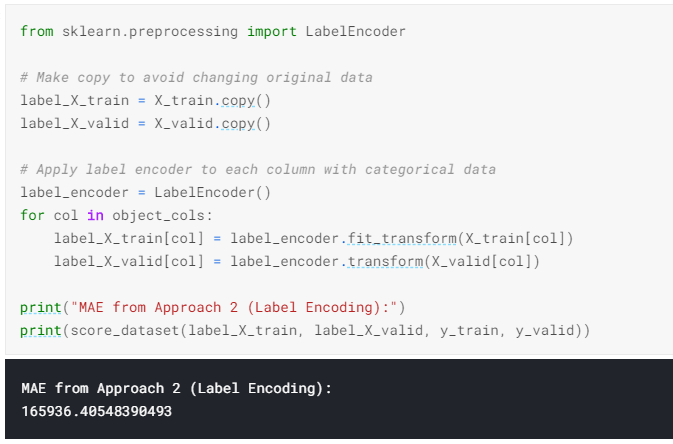 from sklearn.preprocessing import LabelEncoder
# Make copy to avoid changing original data
label_X_train = X_train.copy()
label_X_valid = X_valid.copy()
# Apply label encoder to each column with categorical data
label_encoder = LabelEncoder()
for col in object_cols:
    label_X_train[col] = label_encoder.fit_transform(X_train[col])
    label_X_valid[col] = label_encoder.transform(X_valid[col])
print("MAE from Approach 2 (Label Encoding):")
print(score_dataset(label_X_train, label_X_valid, y_train, y_valid))
MAE from Approach 2 (Label Encoding):
165936.40548390493